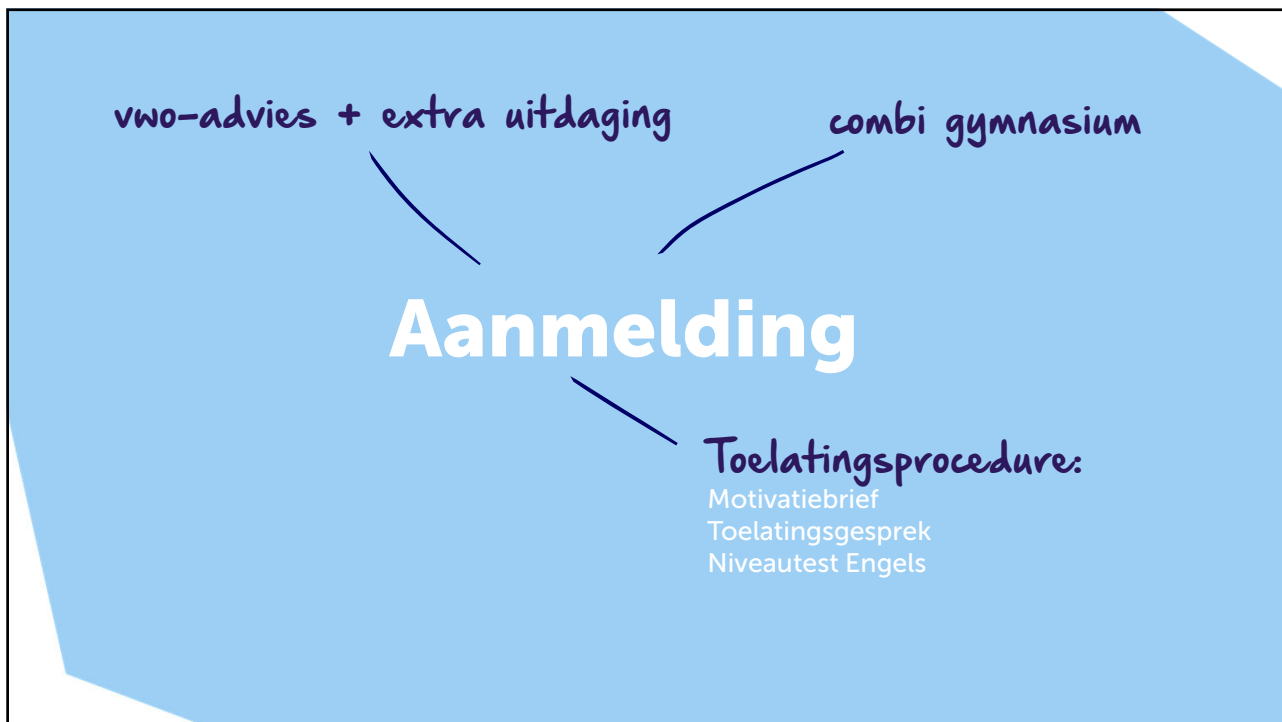 vwo-advies + extra uitdaging
combi gymnasium
Aanmelding
Toelatingsprocedure:
Motivatiebrief
Toelatingsgesprek
Niveautest Engels